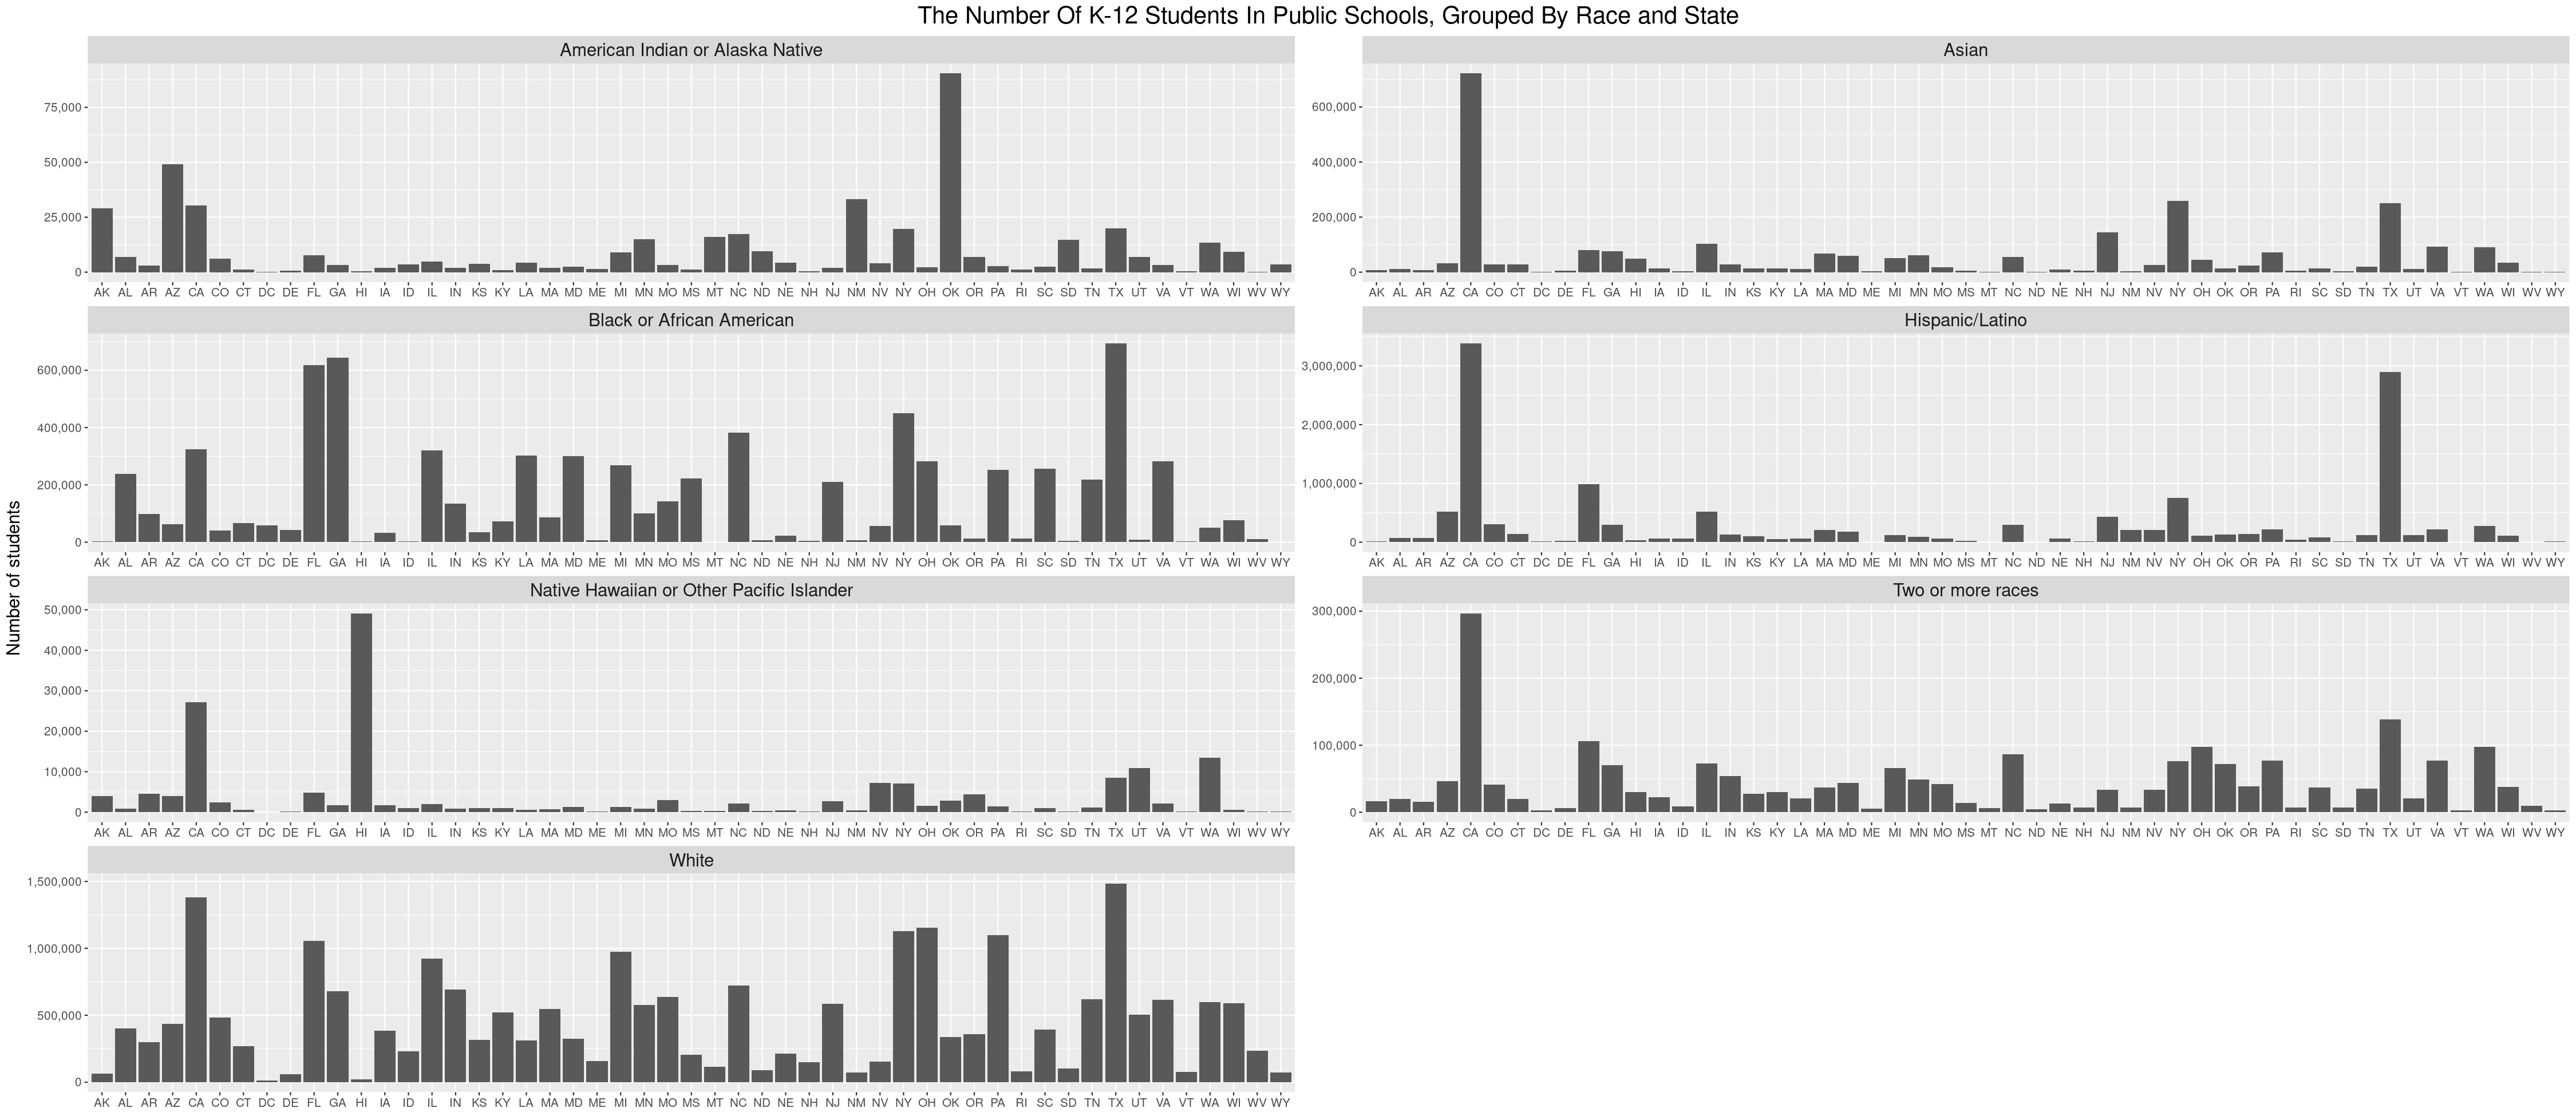 The Number Of K-12 Students In Public Schools, Grouped By Race and State
Number of students
American Indian or Alaska Native
75,000
50,000
25,000
0
AK AL AR AZ CA CO CT DC DE FL GA HI IA ID IL IN KS KY LA MA MD ME MI MN MO MS MT NC ND NE NH NJ NM NV NY OH OK OR PA RI SC SD TN TX UT VA VT WA WI WV WY
Asian
600,000
400,000
200,000
0
AK AL AR AZ CA CO CT DC DE FL GA HI IA ID IL IN KS KY LA MA MD ME MI MN MO MS MT NC ND NE NH NJ NM NV NY OH OK OR PA RI SC SD TN TX UT VA VT WA WI WV WY
Black or African American
600,000
400,000
200,000
0
AK AL AR AZ CA CO CT DC DE FL GA HI IA ID IL IN KS KY LA MA MD ME MI MN MO MS MT NC ND NE NH NJ NM NV NY OH OK OR PA RI SC SD TN TX UT VA VT WA WI WV WY
Hispanic/Latino
3,000,000
2,000,000
1,000,000
0
AK AL AR AZ CA CO CT DC DE FL GA HI IA ID IL IN KS KY LA MA MD ME MI MN MO MS MT NC ND NE NH NJ NM NV NY OH OK OR PA RI SC SD TN TX UT VA VT WA WI WV WY
Native Hawaiian or Other Pacific Islander
50,000
40,000
30,000
20,000
10,000
0
AK AL AR AZ CA CO CT DC DE FL GA HI IA ID IL IN KS KY LA MA MD ME MI MN MO MS MT NC ND NE NH NJ NM NV NY OH OK OR PA RI SC SD TN TX UT VA VT WA WI WV WY
Two or more races
300,000
200,000
100,000
0
AK AL AR AZ CA CO CT DC DE FL GA HI IA ID IL IN KS KY LA MA MD ME MI MN MO MS MT NC ND NE NH NJ NM NV NY OH OK OR PA RI SC SD TN TX UT VA VT WA WI WV WY
White
1,500,000
1,000,000
500,000
0
AK AL AR AZ CA CO CT DC DE FL GA HI IA ID IL IN KS KY LA MA MD ME MI MN MO MS MT NC ND NE NH NJ NM NV NY OH OK OR PA RI SC SD TN TX UT VA VT WA WI WV WY